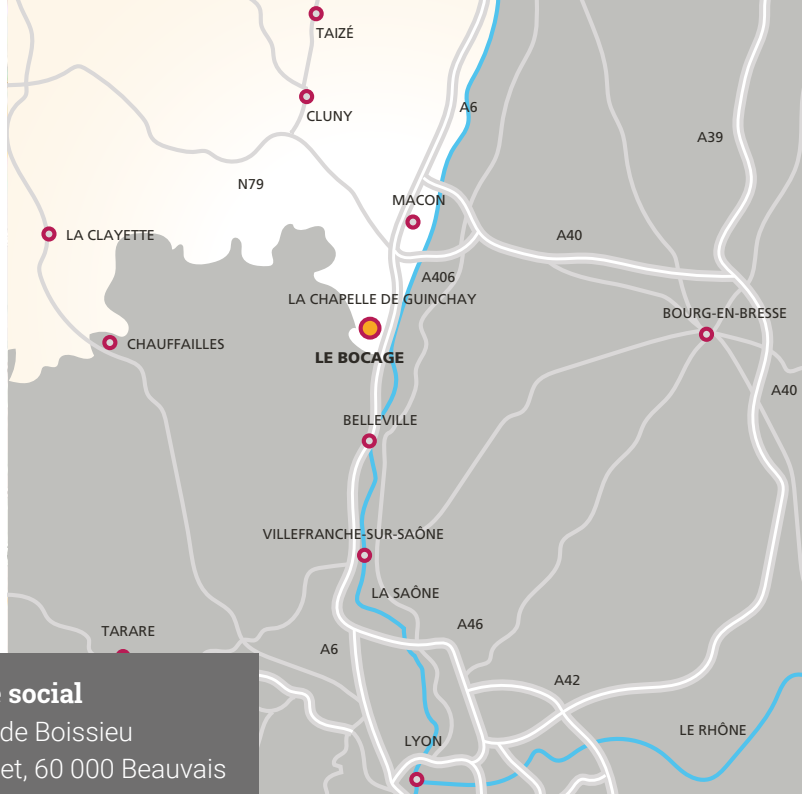 TAIZÉ
CLUNY
A6
A39
N79
MACON
LA CLAYETTE
A40
A406
LA CHAPELLE DE GUINCHAY
BOURG-EN-BRESSE
CHAUFFAILLES
LE BOCAGE
A40
BELLEVILLE
VILLEFRANCHE-SUR-SAÔNE
LA SAÔNE
TARARE
A46
A6
A42
social
de Boissieu
LE RHÔNE
LYON
60 000 Beauvais